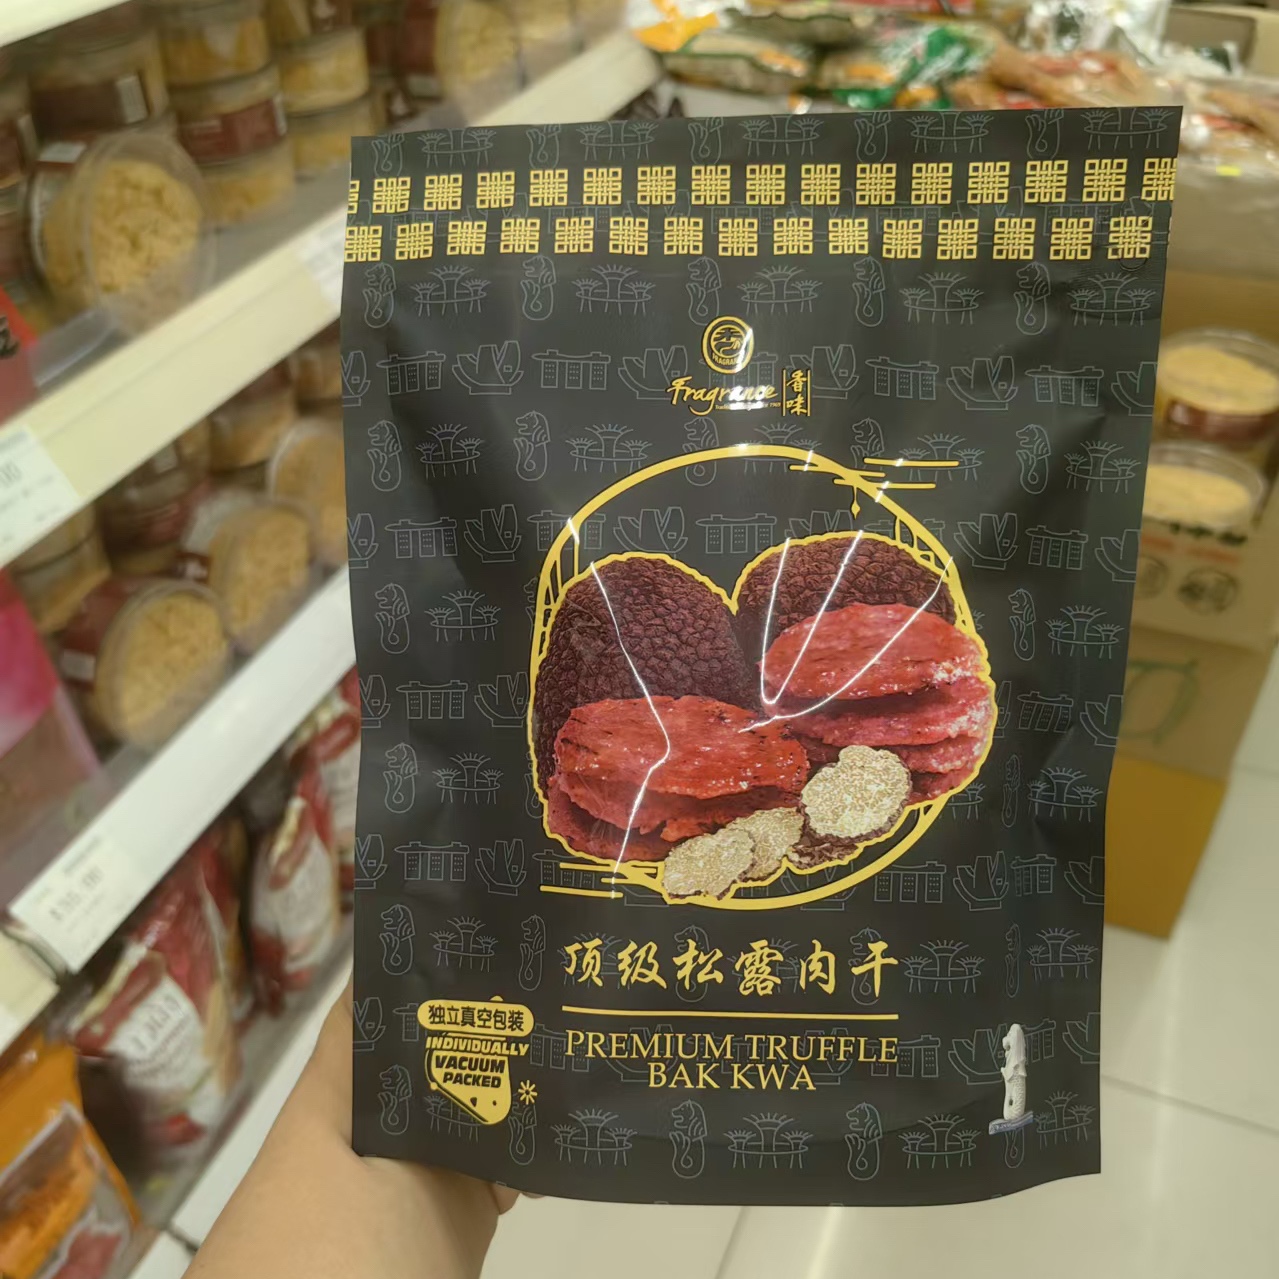 FRAGRANCE
Fragrance 香味
顶级松露肉干
PREMIUM TRUFFLE
BAK KWA
独立真空包装
INDIVIDUALLY
VACUUM
PACKED